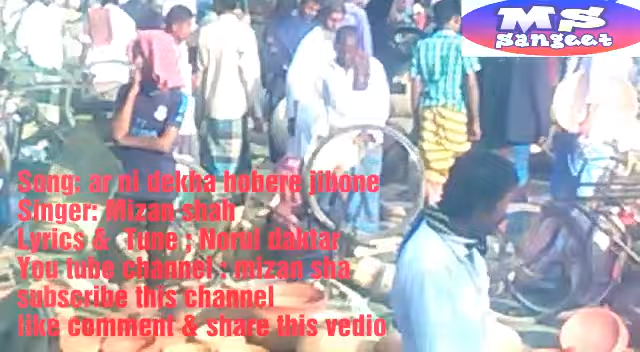 MS
Sangeet
Song: ar ni dekha hobere jibone
Singer: Mizan shah
Lyrics & Tune ; Norul daktar
You tube channel : mizan sha
subscribe this channel
like comment & share this vedio